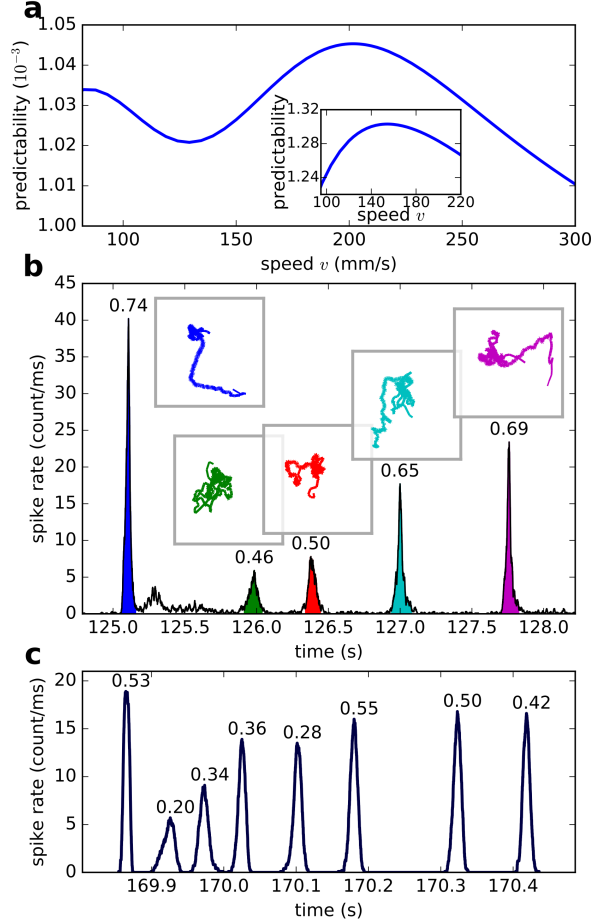 a
predictability (10⁻³)
1.05
1.04
1.03
1.02
1.01
1.00
predictability
1.32
1.28
1.24
100 140 180 220
speed v
100 150 200 250 300
speed v (mm/s)
b
spike rate (count/ms)
45
40
35
30
25
20
15
10
5
0
0.74
0.46
0.50
0.65
0.69
125.0 125.5 126.0 126.5 127.0 127.5 128.0
time (s)
c
spike rate (count/ms)
20
15
10
5
0
0.53
0.20
0.34
0.36
0.28
0.55
0.50
0.42
169.9 170.0 170.1 170.2 170.3 170.4
time (s)